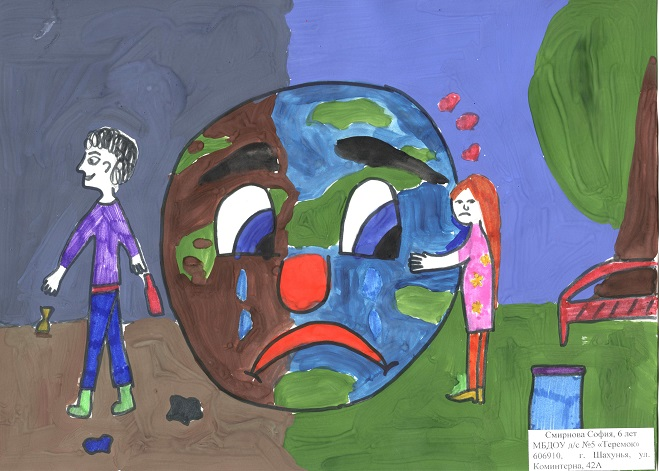 Смирнова София, 6 лет
МБДОУ д/с №5 «Теремок»
606910, г. Шахунья, ул.
Коминтерна, 42А